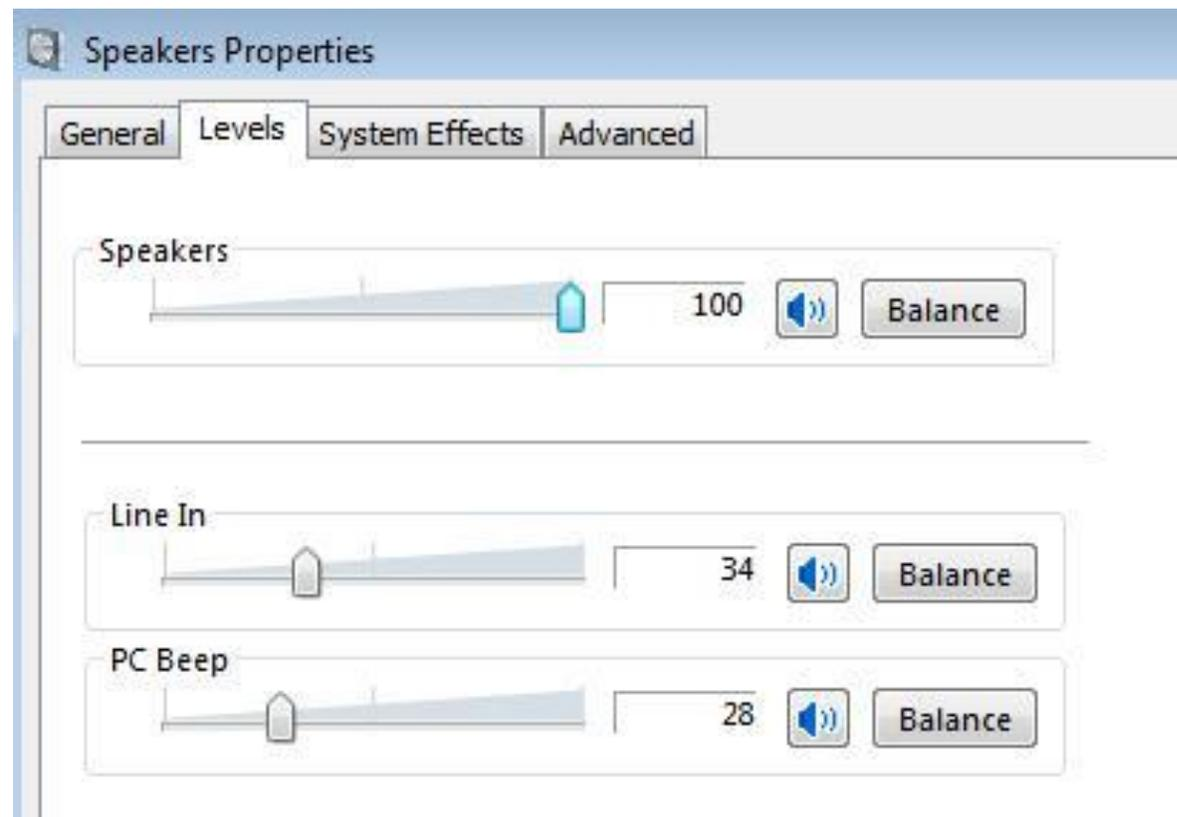 Speakers Properties
General Levels System Effects Advanced
Speakers
100 Balance
Line In
34 Balance
PC Beep
28 Balance